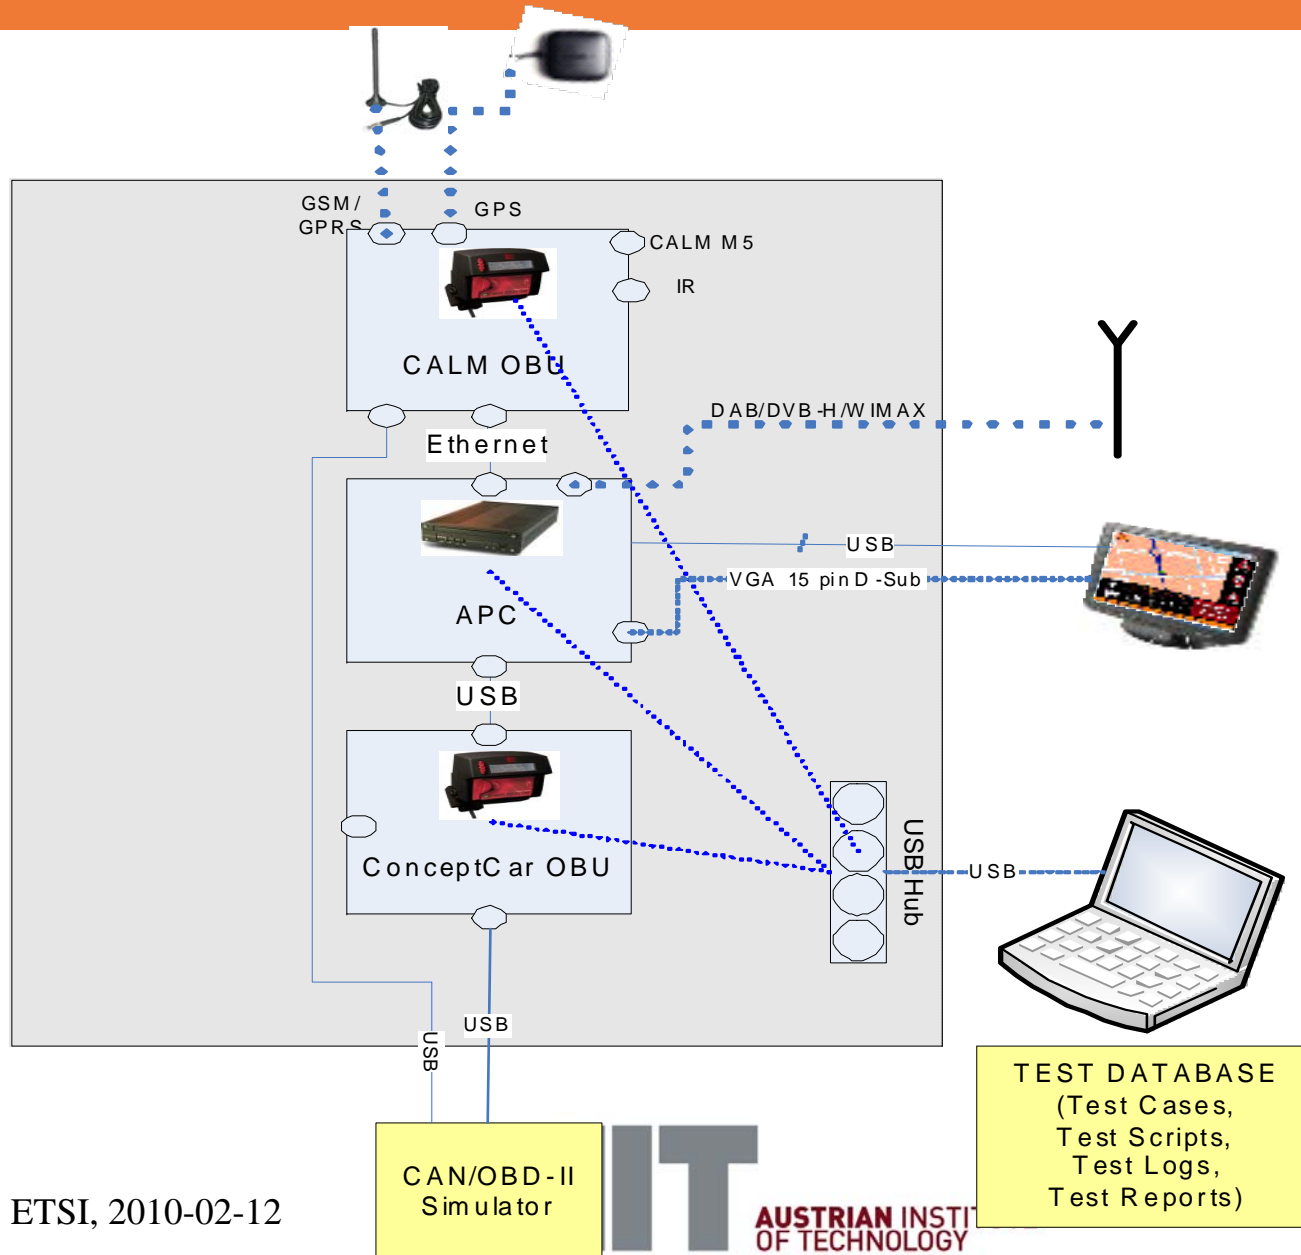 GSM/
GPRS
GPS
CALM M5
IR
CALM OBU
DAB/DVB-H/WIMAX
Ethernet
USB
VGA 15 pin D-Sub
APC
USB
ConceptCar OBU
USB Hub
USB
USB
USB
TEST DATABASE
(Test Cases,
Test Scripts,
Test Logs,
Test Reports)
CAN/OBD-II
Simulator
ETSI, 2010-02-12
IT
AUSTRIAN INSTI
OF TECHNOLOGY